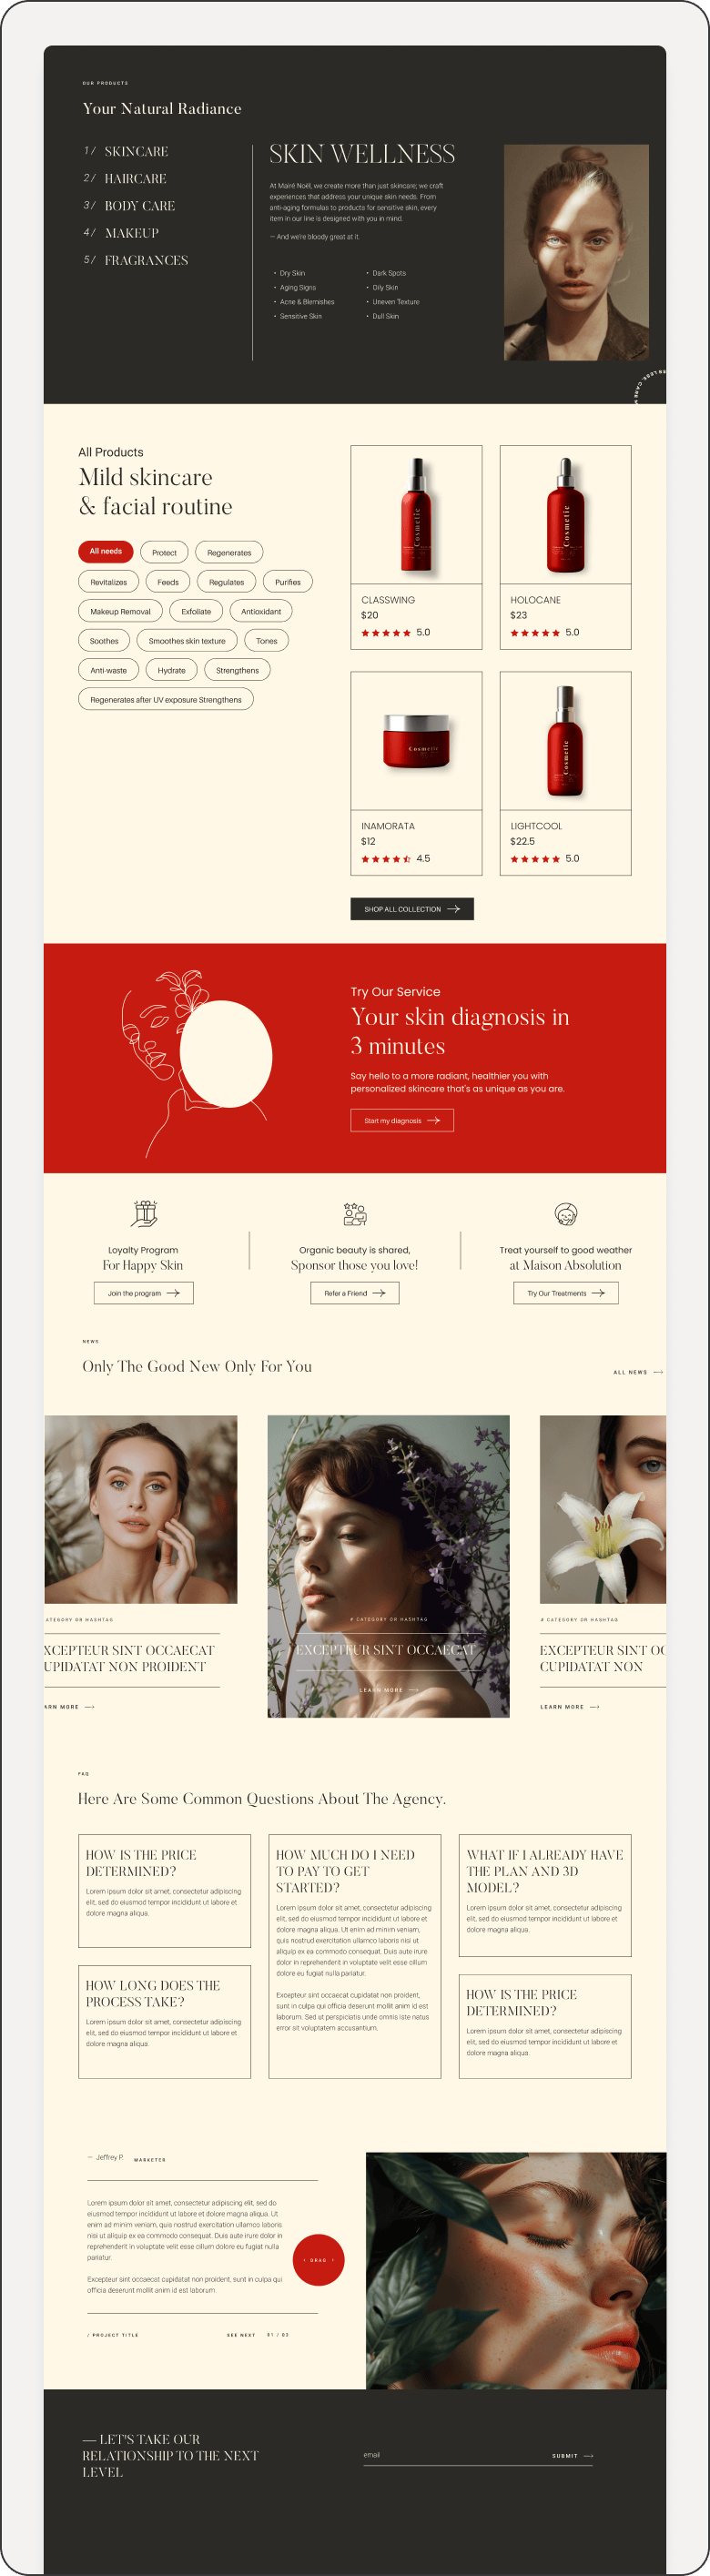 OUR PRODUCTS
Your Natural Radiance
1/ SKINCARE
2/ HAIRCARE
3/ BODY CARE
4/ MAKEUP
5/ FRAGRANCES
SKIN WELLNESS
At Mairé Noël, we create more than just skincare; we craft
experiences that address your unique skin needs. From
anti-aging formulas to products for sensitive skin, every
item in our line is designed with you in mind.
— And we're bloody great at it.
• Dry Skin
• Aging Signs
• Acne & Blemishes
• Sensitive Skin
• Dark Spots
• Oily Skin
• Uneven Texture
• Dull Skin
LESS, CARE
All Products
Mild skincare
& facial routine
All needs
Protect
Regenerates
Revitalizes
Feeds
Regulates
Purifies
Makeup Removal
Exfoliate
Antioxidant
Soothes
Smoothes skin texture
Tones
Anti-waste
Hydrate
Strengthens
Regenerates after UV exposure Strengthens
Cosmetic
CLASSWING
$20
5.0
Cosmetic
HOLOCANE
$23
5.0
Cosmetic
INAMORATA
$12
4.5
Cosmetic
LIGHTCOOL
$22.5
5.0
SHOP ALL COLLECTION
Try Our Service
Your skin diagnosis in
3 minutes
Say hello to a more radiant, healthier you with
personalized skincare that's as unique as you are.
Start my diagnosis
Loyalty Program
For Happy Skin
Join the program
Organic beauty is shared,
Sponsor those you love!
Refer a Friend
Treat yourself to good weather
at Maison Absolution
Try Our Treatments
NEWS
Only The Good New Only For You
ALL NEWS
ATEGORY OR HASHTAG
XCEPTEUR SINT OCCAECAT
UPIDATAT NON PROIDENT
ARN MORE
# CATEGORY OR HASHTAG
EXCEPTEUR SINT OCCAECAT
LEARN MORE
# CATEGORY OR HASHTAG
EXCEPTEUR SINT OC
CUPIDATAT NON
LEARN MORE
FAQ
Here Are Some Common Questions About The Agency.
HOW IS THE PRICE
DETERMINED?
Lorem ipsum dolor sit amet, consectetur adipiscing
elit, sed do eiusmod tempor incididunt ut labore et
dolore magna aliqua.
HOW LONG DOES THE
PROCESS TAKE?
Lorem ipsum dolor sit amet, consectetur adipiscing
elit, sed do eiusmod tempor incididunt ut labore et
dolore magna aliqua.
HOW MUCH DO I NEED
TO PAY TO GET
STARTED?
Lorem ipsum dolor sit amet, consectetur adipiscing
elit, sed do eiusmod tempor incididunt ut labore et
dolore magna aliqua. Ut enim ad minim veniam,
quis nostrud exercitation ullamco laboris nisi ut
aliquip ex ea commodo consequat. Duis aute irure
dolor in reprehenderit in voluptate velit esse cillum
dolore eu fugiat nulla pariatur.
Excepteur sint occaecat cupidatat non proident,
sunt in culpa qui officia deserunt mollit anim id est
laborum. Sed ut perspiciatis unde omnis iste natus
error sit voluptatem accusantium.
WHAT IF I ALREADY HAVE
THE PLAN AND 3D
MODEL?
Lorem ipsum dolor sit amet, consectetur adipiscing
elit, sed do eiusmod tempor incididunt ut labore et
dolore magna aliqua.
HOW IS THE PRICE
DETERMINED?
Lorem ipsum dolor sit amet, consectetur adipiscing
elit, sed do eiusmod tempor incididunt ut labore et
dolore magna aliqua.
— Jeffrey P. MARKETER
Lorem ipsum dolor sit amet, consectetur adipiscing elit, sed do
eiusmod tempor incididunt ut labore et dolore magna aliqua. Ut
enim ad minim veniam, quis nostrud exercitation ullamco laboris
nisi ut aliquip ex ea commodo consequat. Duis aute irure dolor in
reprehenderit in voluptate velit esse cillum dolore eu fugiat nulla
pariatur.
Excepteur sint occaecat cupidatat non proident, sunt in culpa qui
officia deserunt mollit anim id est laborum.
‹ DRAG ›
/ PROJECT TITLE
SEE NEXT 01 / 03
— LET'S TAKE OUR
RELATIONSHIP TO THE NEXT
LEVEL
email
SUBMIT